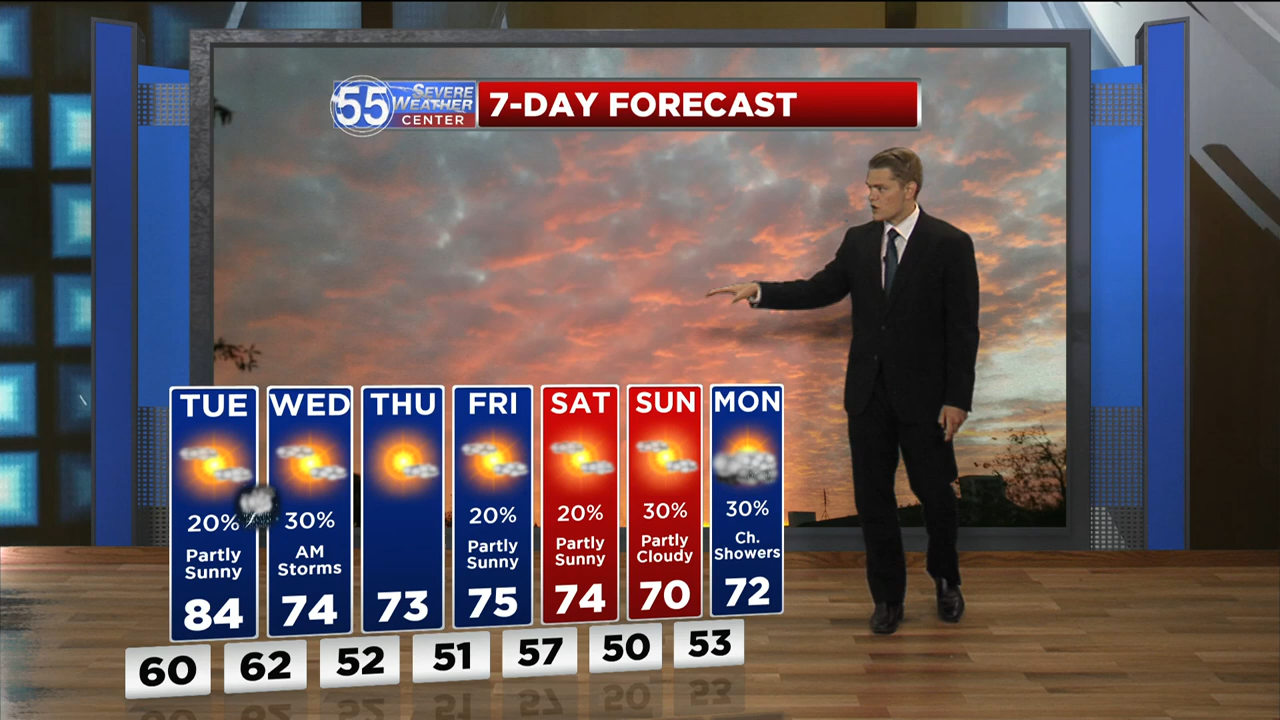 55 SEVERE
WEATHER
CENTER
7-DAY FORECAST
TUE WED THU FRI SAT SUN MON
20% 30% 20% 20% 30% 30%
Partly
Sunny
AM
Storms
Partly
Sunny
Partly
Sunny
Partly
Cloudy
Ch.
Showers
84 74 73 75 74 70 72
60 62 52 51 57 50 53